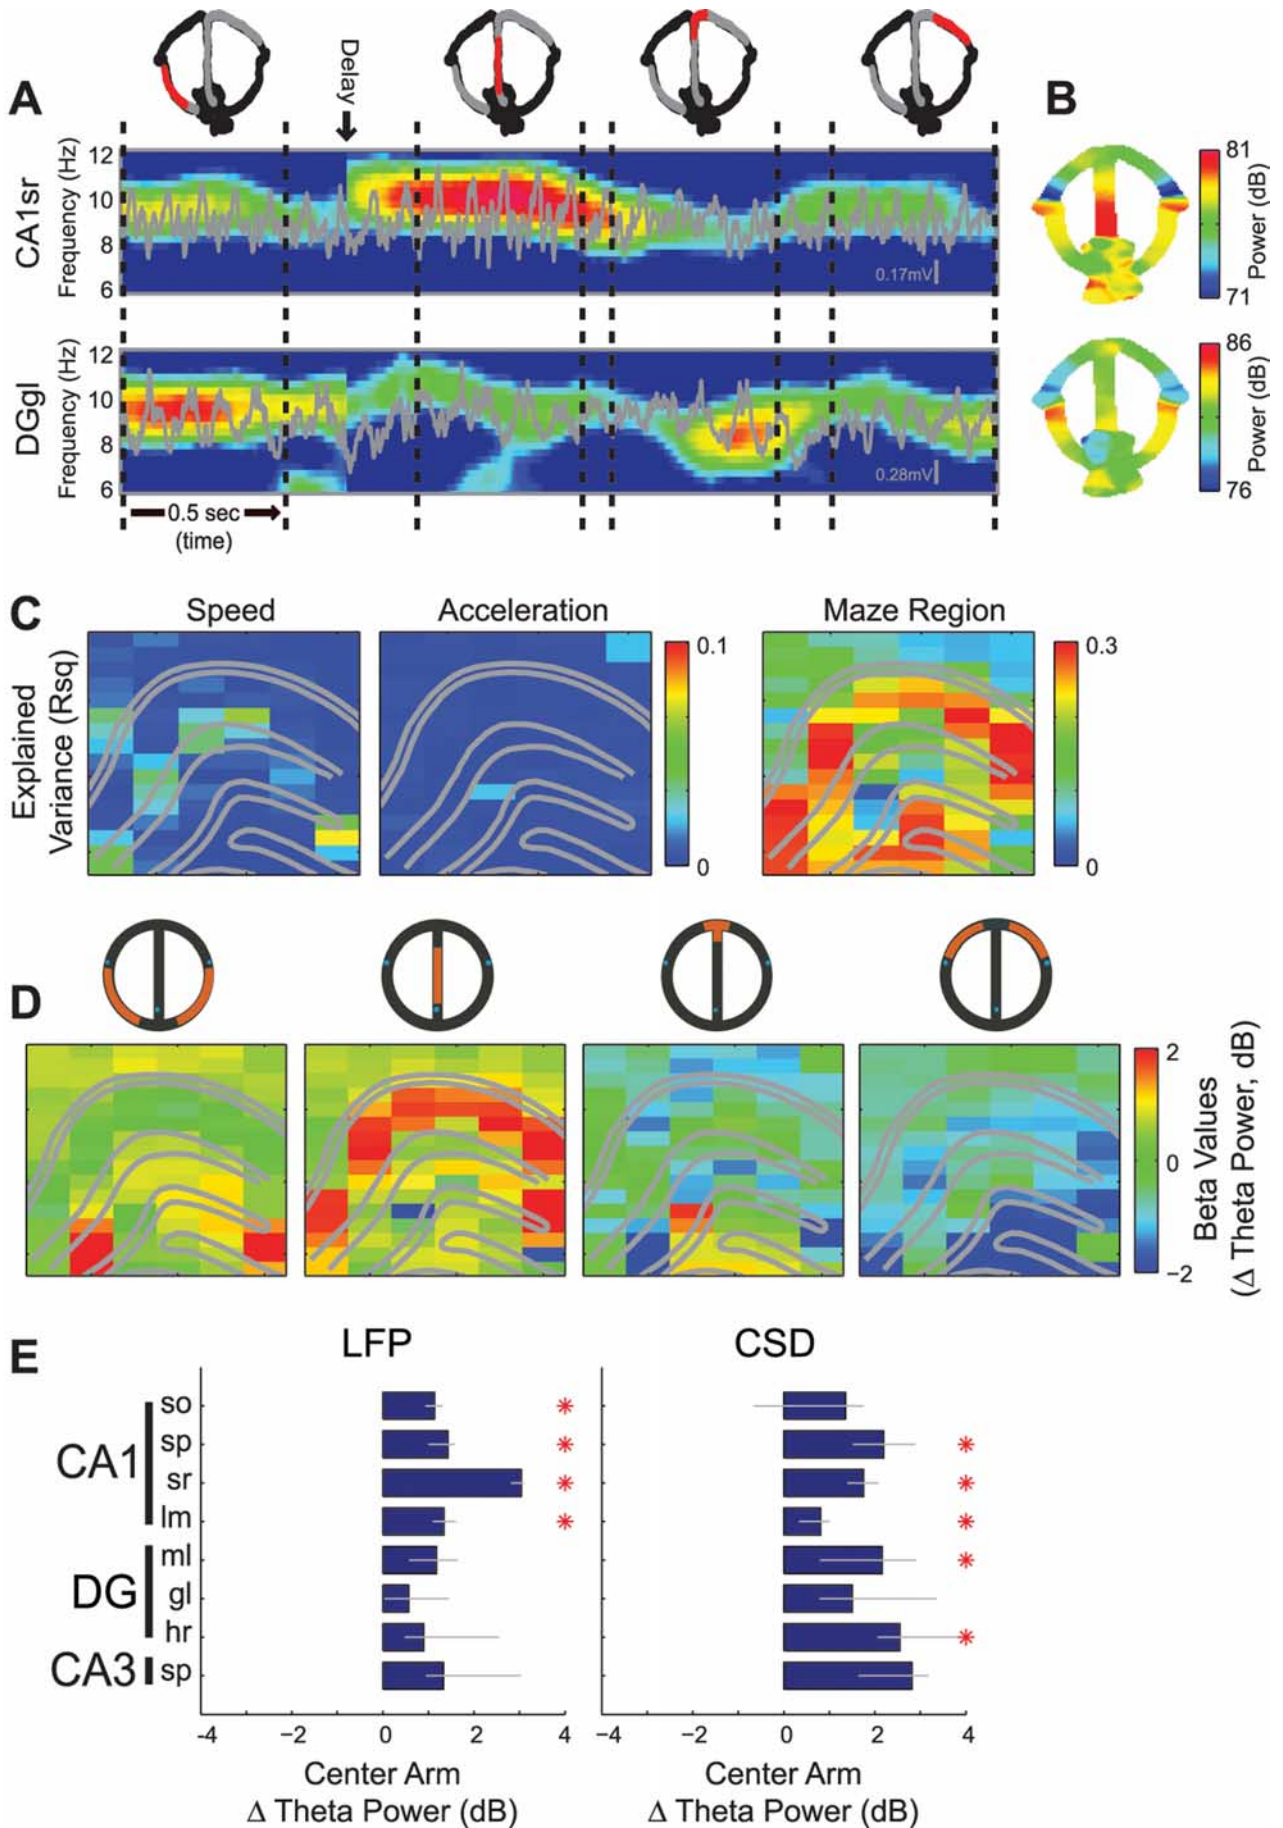 A
Delay
B
CA1sr
Frequency (Hz)
12
10
8
6
0.17mV
81
Power (dB)
71
DGgl
Frequency (Hz)
12
10
8
6
0.28mV
86
Power (dB)
76
0.5 sec
(time)
C
Speed
Acceleration
Maze Region
Explained
Variance (Rsq)
0.1
0
0.3
0
D
2
0
−2
Beta Values
(Δ Theta Power, dB)
E
LFP
CSD
CA1
so
sp
sr
lm
DG
ml
gl
hr
CA3
sp
-4 −2 0 2 4
−4 −2 0 2 4
Center Arm
Δ Theta Power (dB)
Center Arm
Δ Theta Power (dB)